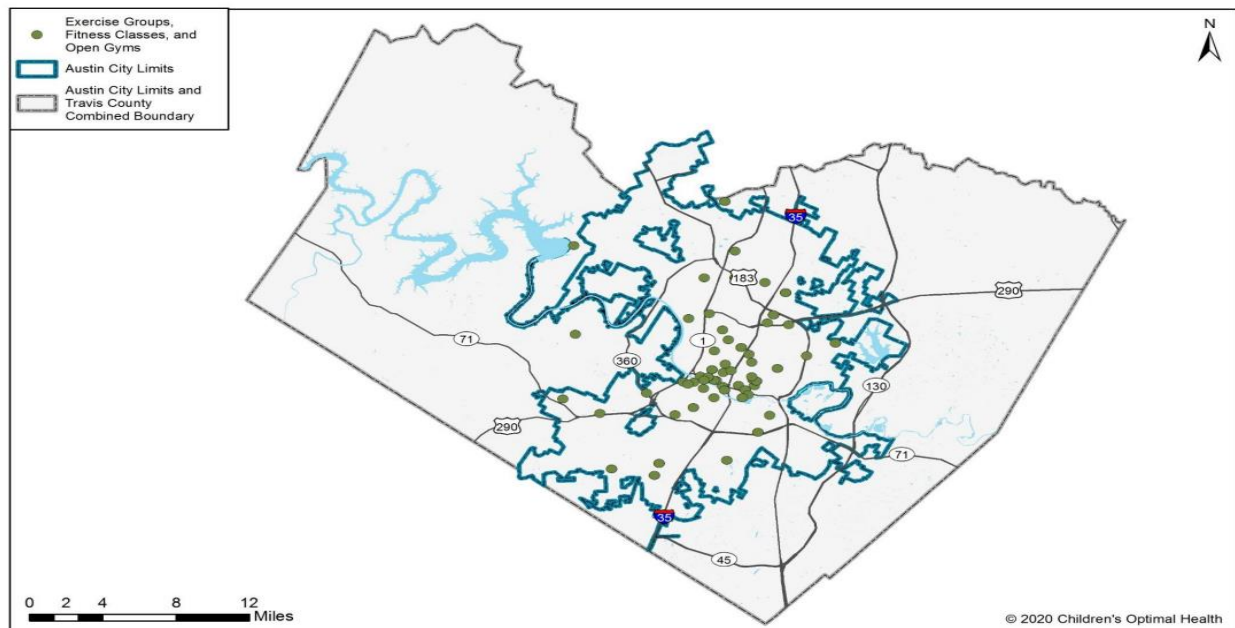 Exercise Groups,
Fitness Classes, and
Open Gyms
Austin City Limits
Austin City Limits and
Travis County
Combined Boundary
N
35
183
290
71
1
360
130
290
71
35
45
0 2 4 8 12
Miles
© 2020 Children's Optimal Health